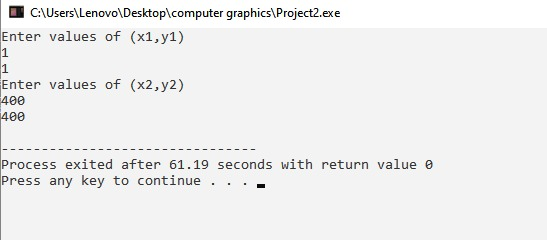 C:\Users\Lenovo\Desktop\computer graphics\Project2.exe
Enter values of (x1,y1)
1
1
Enter values of (x2,y2)
400
400
--------------------------------
Process exited after 61.19 seconds with return value 0
Press any key to continue . . .